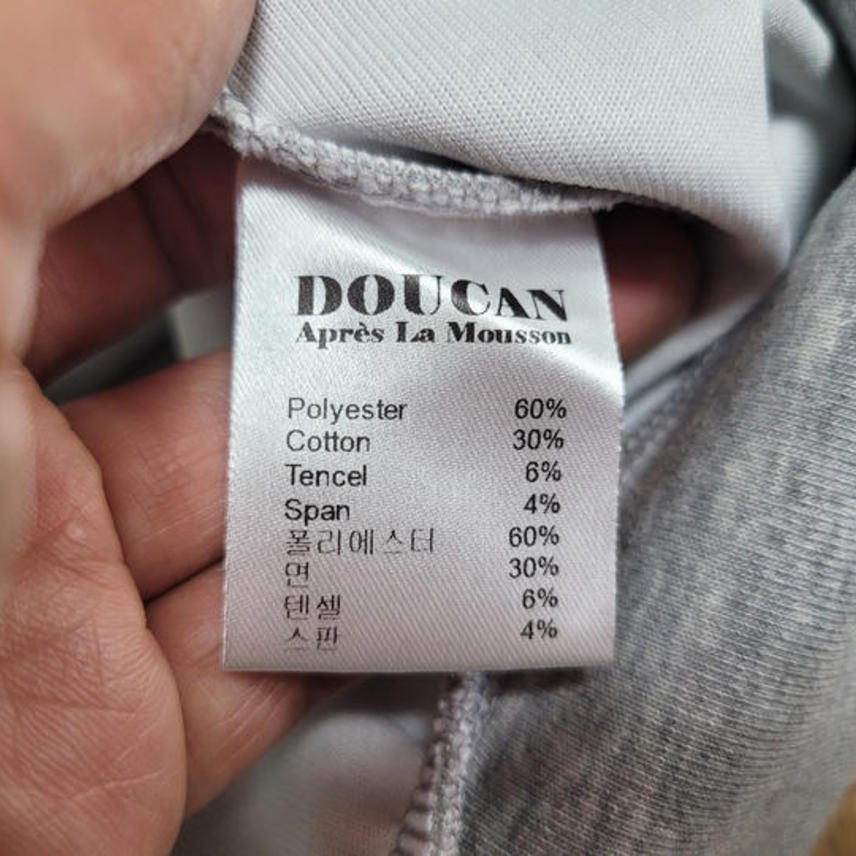 DOUCAN
Après La Mousson
Polyester 60%
Cotton 30%
Tencel 6%
Span 4%
폴리에스터 60%
면 30%
텐셀 6%
스판 4%